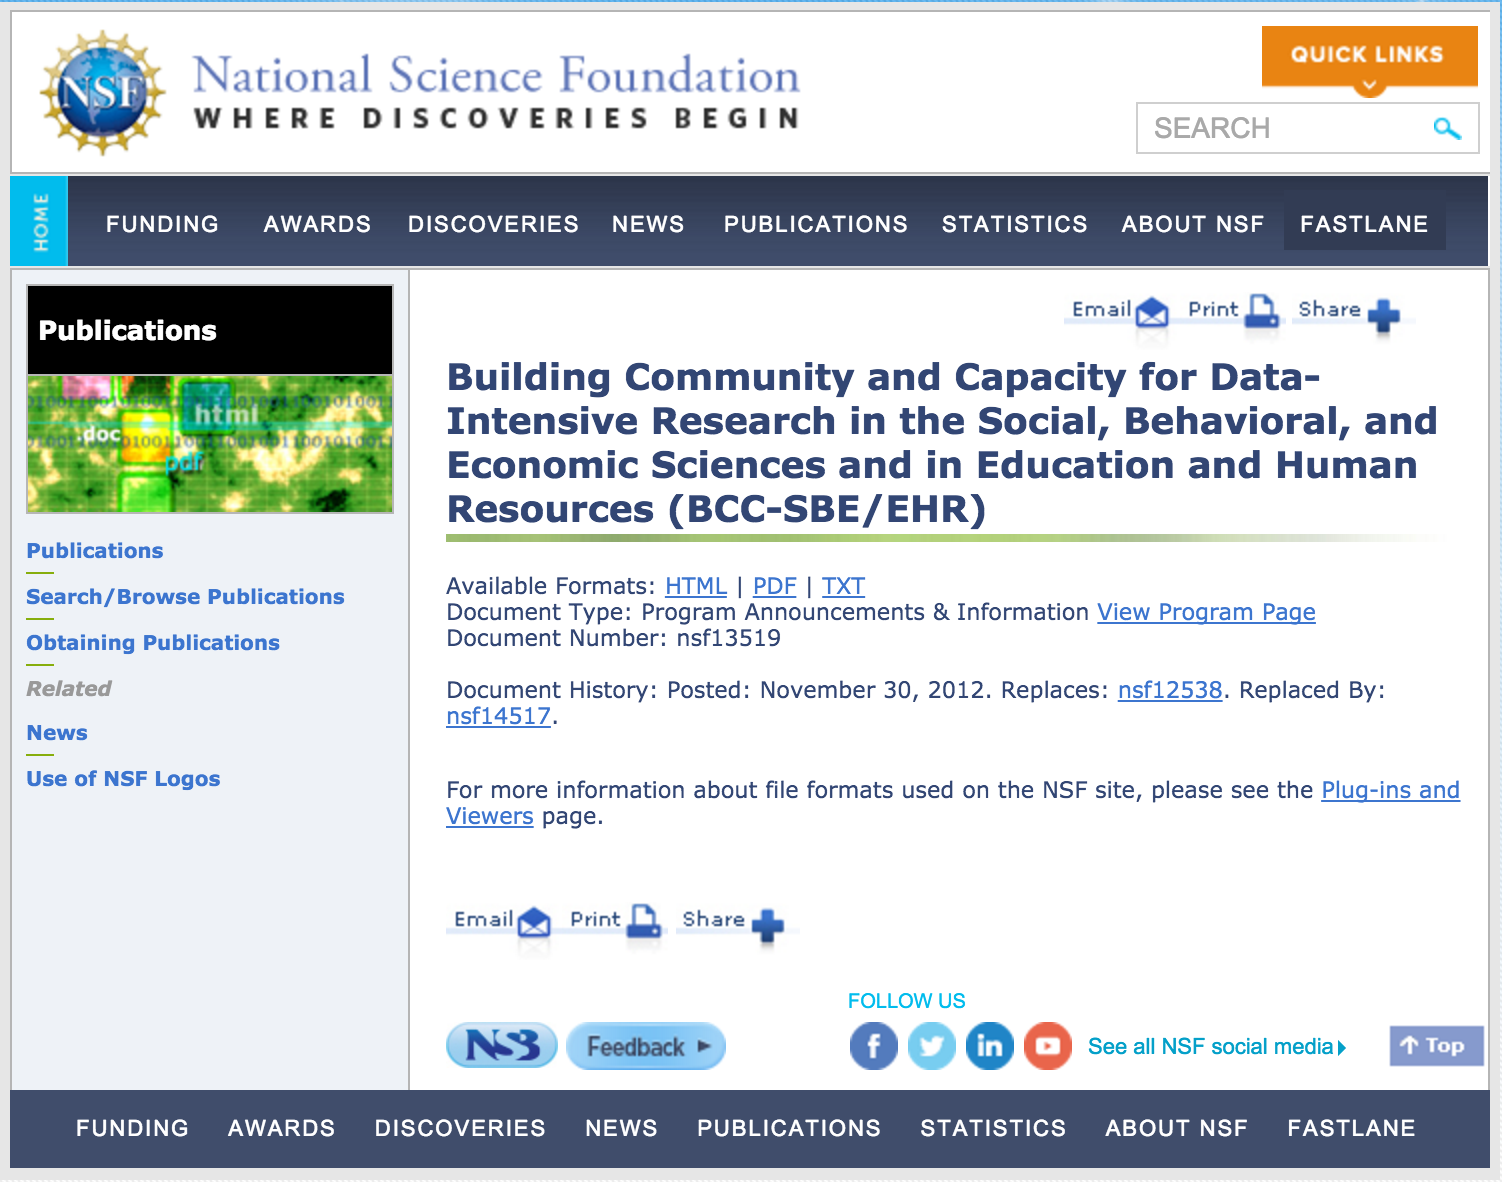 NSF
National Science Foundation
WHERE DISCOVERIES BEGIN
QUICK LINKS
SEARCH
HOME
FUNDING AWARDS DISCOVERIES NEWS PUBLICATIONS STATISTICS ABOUT NSF FASTLANE
Publications
html
.doc
pdf
Publications
Search/Browse Publications
Obtaining Publications
Related
News
Use of NSF Logos
Email Print Share
Building Community and Capacity for Data-
Intensive Research in the Social, Behavioral, and
Economic Sciences and in Education and Human
Resources (BCC-SBE/EHR)
Available Formats: HTML | PDF | TXT
Document Type: Program Announcements & Information View Program Page
Document Number: nsf13519
Document History: Posted: November 30, 2012. Replaces: nsf12538. Replaced By:
nsf14517.
For more information about file formats used on the NSF site, please see the Plug-ins and
Viewers page.
Email Print Share
FOLLOW US
NSB Feedback See all NSF social media Top
FUNDING AWARDS DISCOVERIES NEWS PUBLICATIONS STATISTICS ABOUT NSF FASTLANE